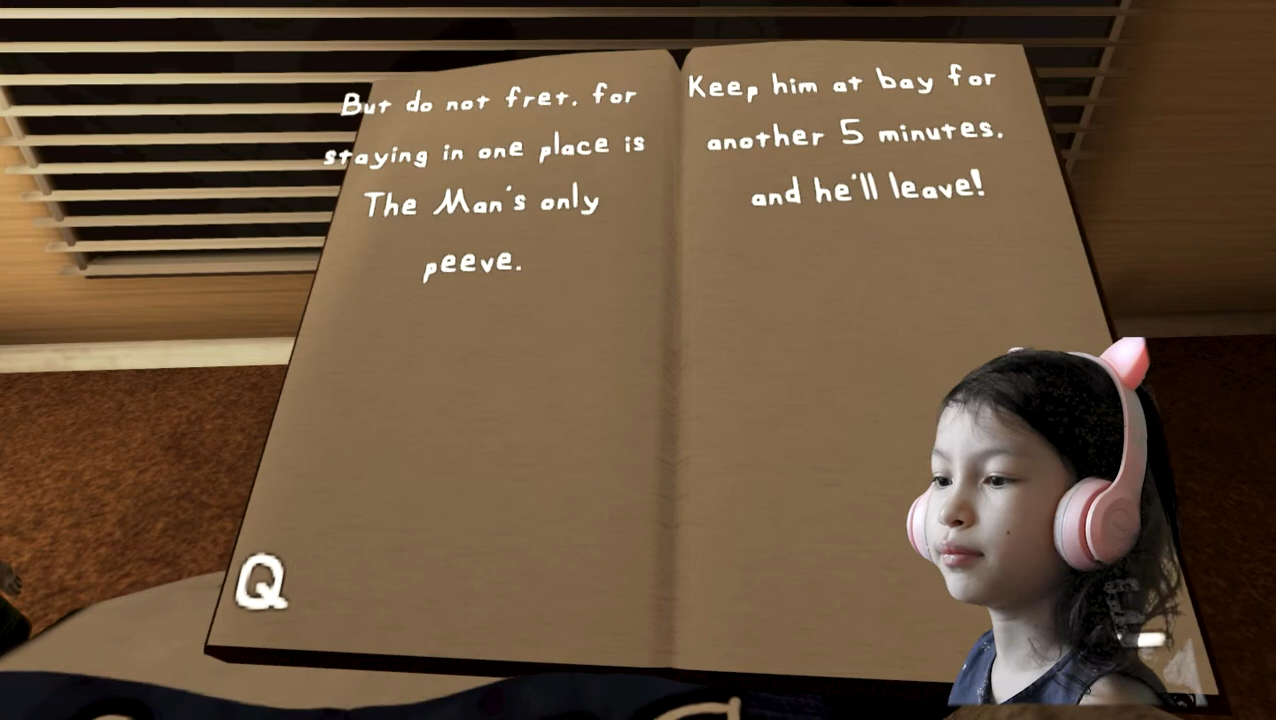 But do not fret. for
staying in one place is
The Man's only
peeve.
Keep him at bay for
another 5 minutes.
and he'll leave!
Q